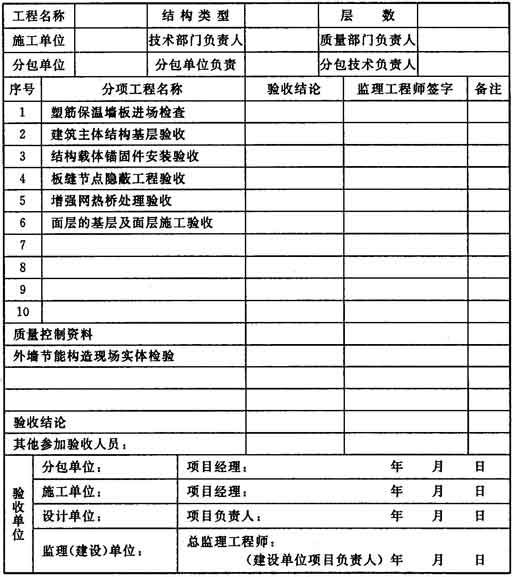 工程名称 结构类型 层数
施工单位 技术部门负责人 质量部门负责人
分包单位 分包单位负责 分包技术负责人
序号 分项工程名称 验收结论 监理工程师签字 备注
1 塑筋保温墙板进场检查
2 建筑主体结构基层验收
3 结构载体锚固件安装验收
4 板缝节点隐蔽工程验收
5 增强网热桥处理验收
6 面层的基层及面层施工验收
7
8
9
10
质量控制资料
外墙节能构造现场实体检验
验收结论
其他参加验收人员：
验收单位
分包单位： 项目经理： 年 月 日
施工单位： 项目经理： 年 月 日
设计单位： 项目负责人： 年 月 日
监理(建设)单位： 总监理工程师：
(建设单位项目负责人) 年 月 日